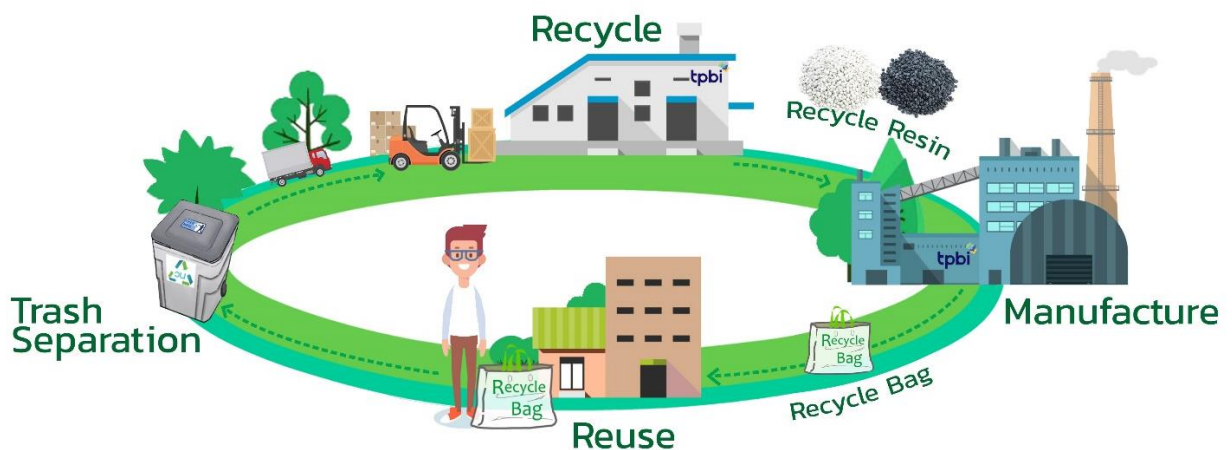 Recycle
tpbi
Recycle Resin
tpbi
Manufacture
Trash
Separation
Recycle
Bag
Recycle Bag
Recycle
Bag
Reuse